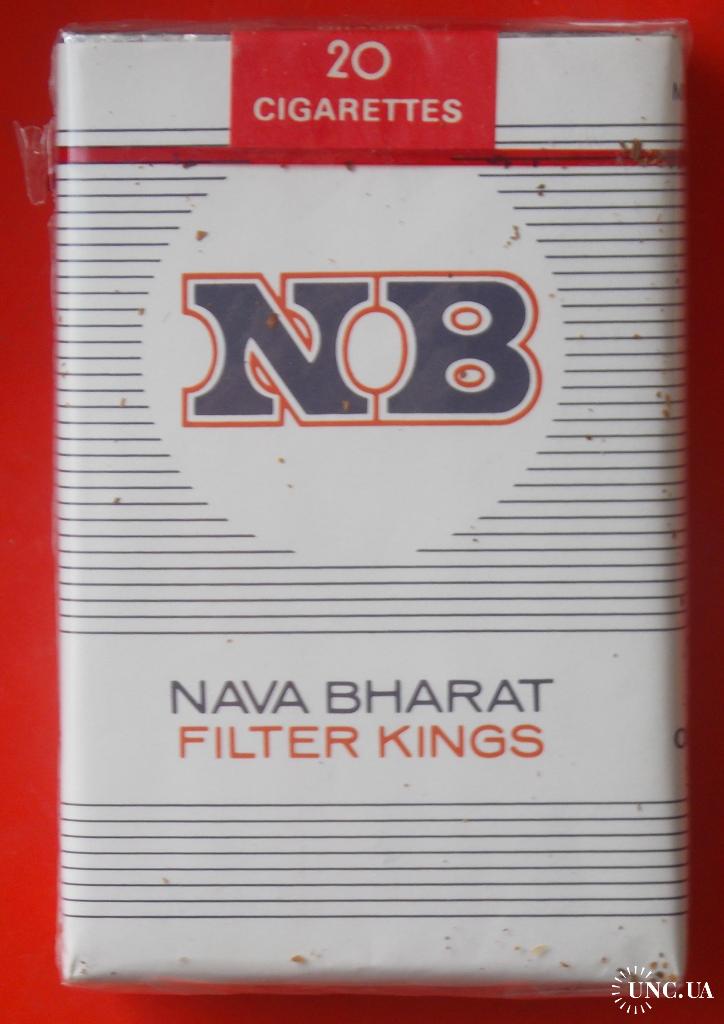 20
CIGARETTES
NB
NAVA BHARAT
FILTER KINGS
UNC.UA